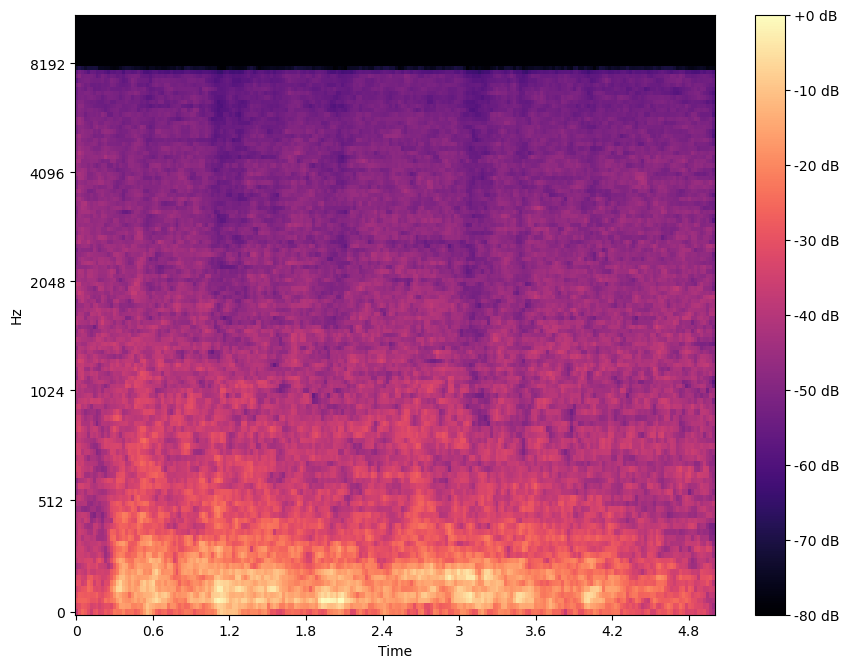 +0 dB
8192
-10 dB
4096
-20 dB
-30 dB
2048
Hz
-40 dB
1024
-50 dB
-60 dB
512
-70 dB
0
-80 dB
0 0.6 1.2 1.8 2.4 3 3.6 4.2 4.8
Time